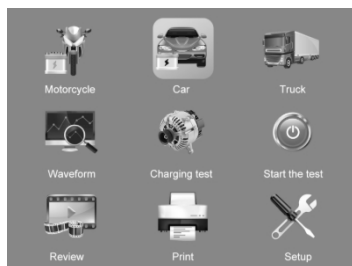 Motorcycle
Car
Truck
Waveform
Charging test
Start the test
Review
Print
Setup